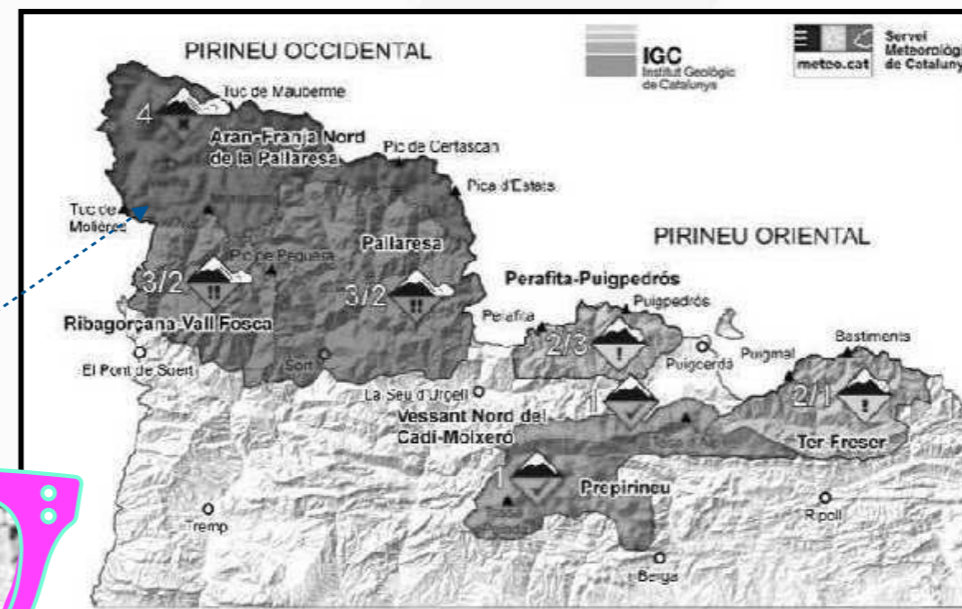 PIRINEU OCCIDENTAL
IGC
Institut Geològic
de Catalunys
meteo.cat
Servei
Meteorològi
de Cataluny
4
Tuc de Mauberme
Aran-Franja Nord
de la Pallaresa
Pic de Certascan
Pica d'Estats
Tuc de
Molières
PIRINEU ORIENTAL
Pallaresa
Pic de Peguera
3/2
!!
3/2
!!
Perafita-Puigpedrós
Puigpedrós
Perafita
Ribagorçana-Vall Fosca
El Pont de Suert
Sort
2/3
!
Puigcerdà
Puigmal
Bastiments
La Seu d'Urgell
1
2/1
!
Vessant Nord del
Cadí-Moixeró
Ter-Freser
1
Prepirineu
Tremp
Ripoll
Berga